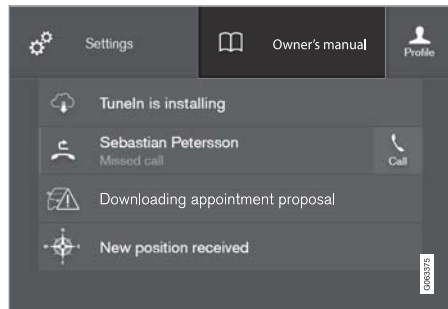 Settings
Owner's manual
Profile
TuneIn is installing
Sebastian Petersson
Missed call
Call
Downloading appointment proposal
New position received
G063375